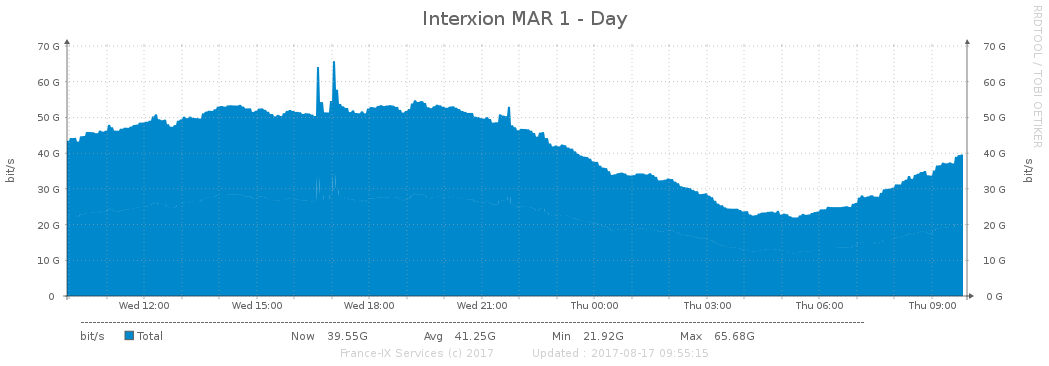 Interxion MAR 1 - Day
RRDTOOL / TOBI OETIKER
70 G 70 G
60 G 60 G
50 G 50 G
40 G 40 G
30 G 30 G
20 G 20 G
10 G 10 G
0 0 G
bit/s bit/s
Wed 12:00 Wed 15:00 Wed 18:00 Wed 21:00 Thu 00:00 Thu 03:00 Thu 06:00 Thu 09:00
bit/s Total Now 39.55G Avg 41.25G Min 21.92G Max 65.68G
France-IX Services (c) 2017 Updated : 2017-08-17 09:55:15